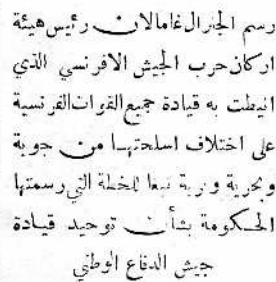 رسم الجنرال غامالان رئيس هيئة
اركان حرب الجيش الافرنسي الذي
انيطت به قيادة جميع القوات الفرنسية
على اختلاف اسلحتها من جوية
وبحرية وبرية تبعا للخطة التي رسمتها
الحكومة بشأن توحيد قيادة
جيش الدفاع الوطني